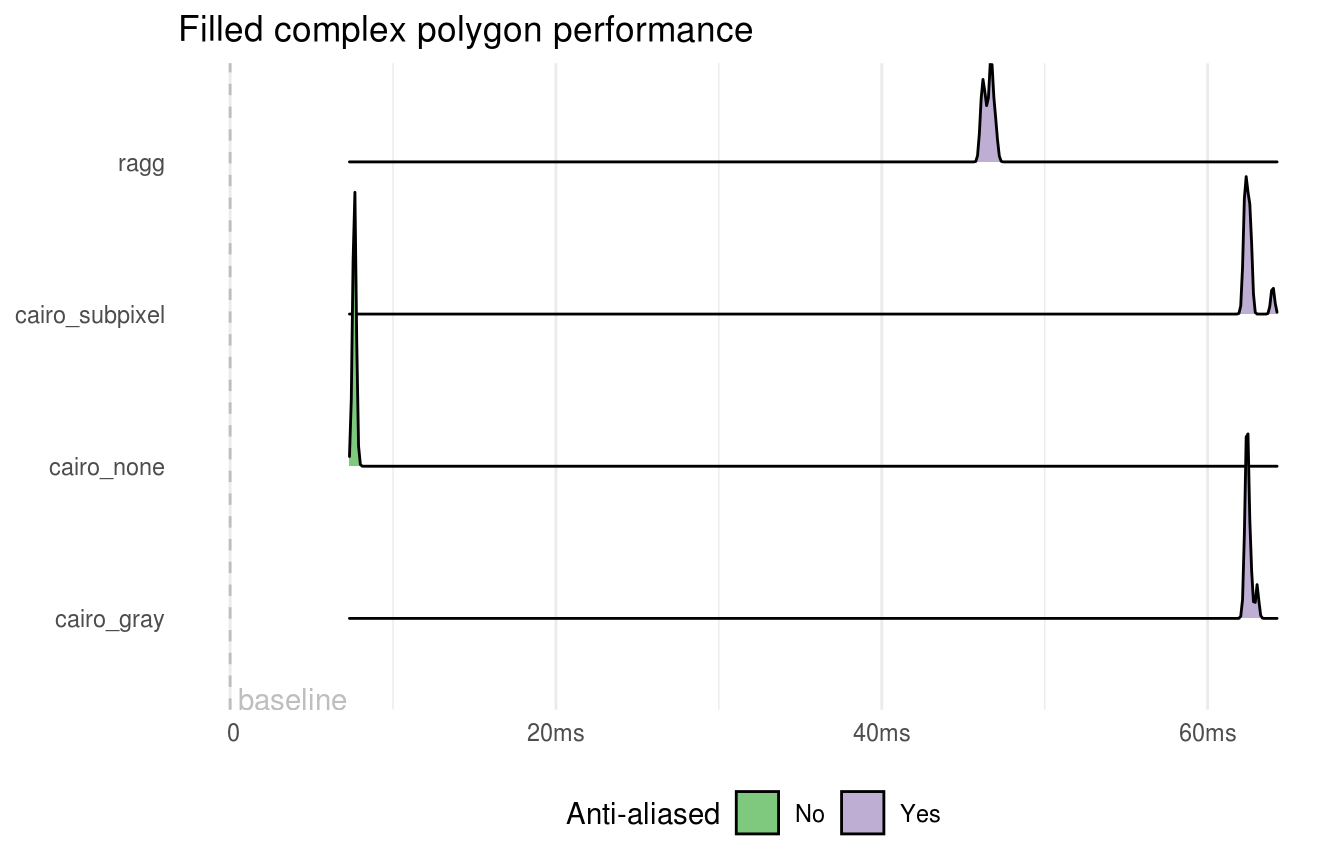 Filled complex polygon performance
ragg
cairo_subpixel
cairo_none
cairo_gray
baseline
0 20ms 40ms 60ms
Anti-aliased No Yes